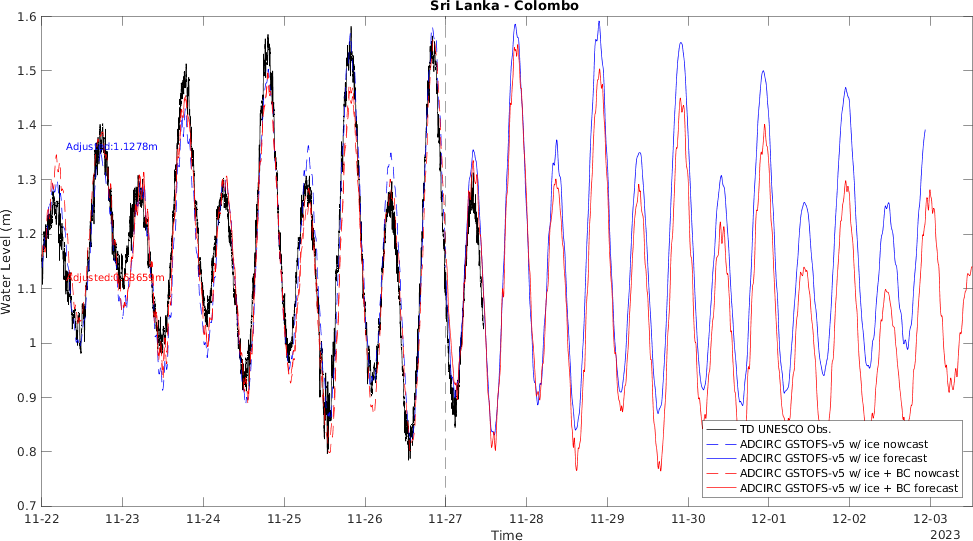 Sri Lanka - Colombo
1.6
1.5
1.4
1.3
1.2
1.1
1
0.9
0.8
0.7
Water Level (m)
Adjusted:1.1278m
TD UNESCO Obs.
ADCIRC GSTOFS-v5 w/ ice nowcast
ADCIRC GSTOFS-v5 w/ ice forecast
ADCIRC GSTOFS-v5 w/ ice + BC nowcast
ADCIRC GSTOFS-v5 w/ ice + BC forecast
11-22 11-23 11-24 11-25 11-26 11-27 11-28 11-29 11-30 12-01 12-02 12-03
Time
2023